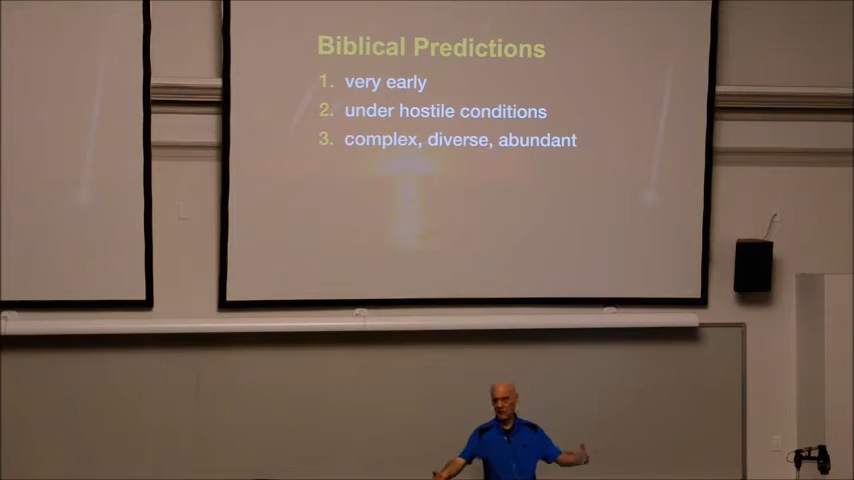 Biblical Predictions
1. very early
2. under hostile conditions
3. complex, diverse, abundant